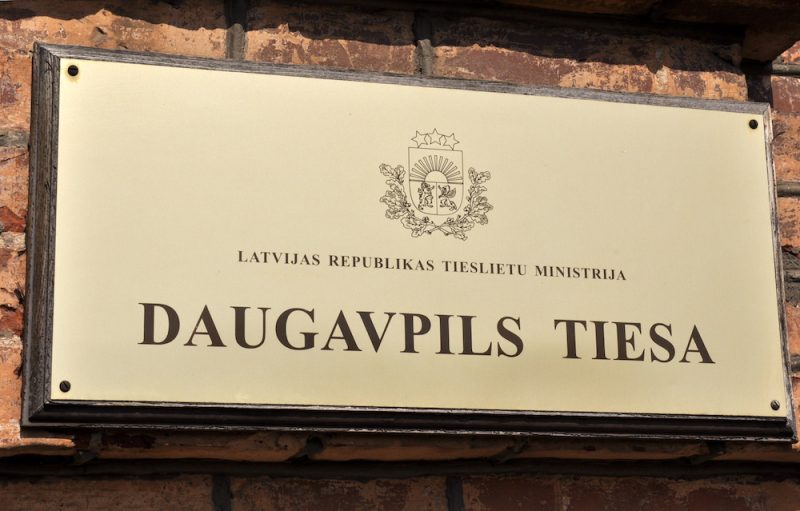 LATVIJAS REPUBLIKAS TIESLIETU MINISTRIJA
DAUGAVPILS TIESA